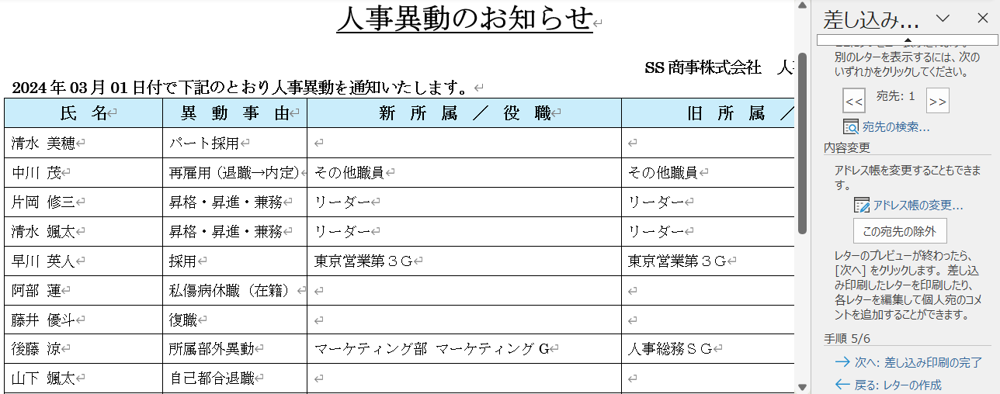 人事異動のお知らせ
SS 商事株式会社　人
2024 年 03 月 01 日付で下記のとおり人事異動を通知いたします。
氏　名　異　動　事　由　新　所　属　／　役　職　旧　所　属　／
清水 美穂　パート採用
中川 茂　再雇用（退職→内定）　その他職員　その他職員
片岡 修三　昇格・昇進・兼務　リーダー　リーダー
清水 颯太　昇格・昇進・兼務　リーダー　リーダー
早川 英人　採用　東京営業第３Ｇ　東京営業第３Ｇ
阿部 蓮　私傷病休職（在籍）
藤井 優斗　復職
後藤 涼　所属部外異動　マーケティング部 マーケティング G　人事総務ＳＧ
山下 颯太　自己都合退職
差し込み...
別のレターを表示するには、次の
いずれかをクリックしてください。
<< 宛先: 1 >>
宛先の検索...
内容変更
アドレス帳を変更することもできま
す。
アドレス帳の変更...
この宛先の除外
レターのプレビューが終わったら、
[次へ] をクリックします。差し込
み印刷したレターを印刷したり、
各レターを編集して個人宛のコメ
ントを追加することができます。
手順 5/6
次へ: 差し込み印刷の完了
戻る: レターの作成